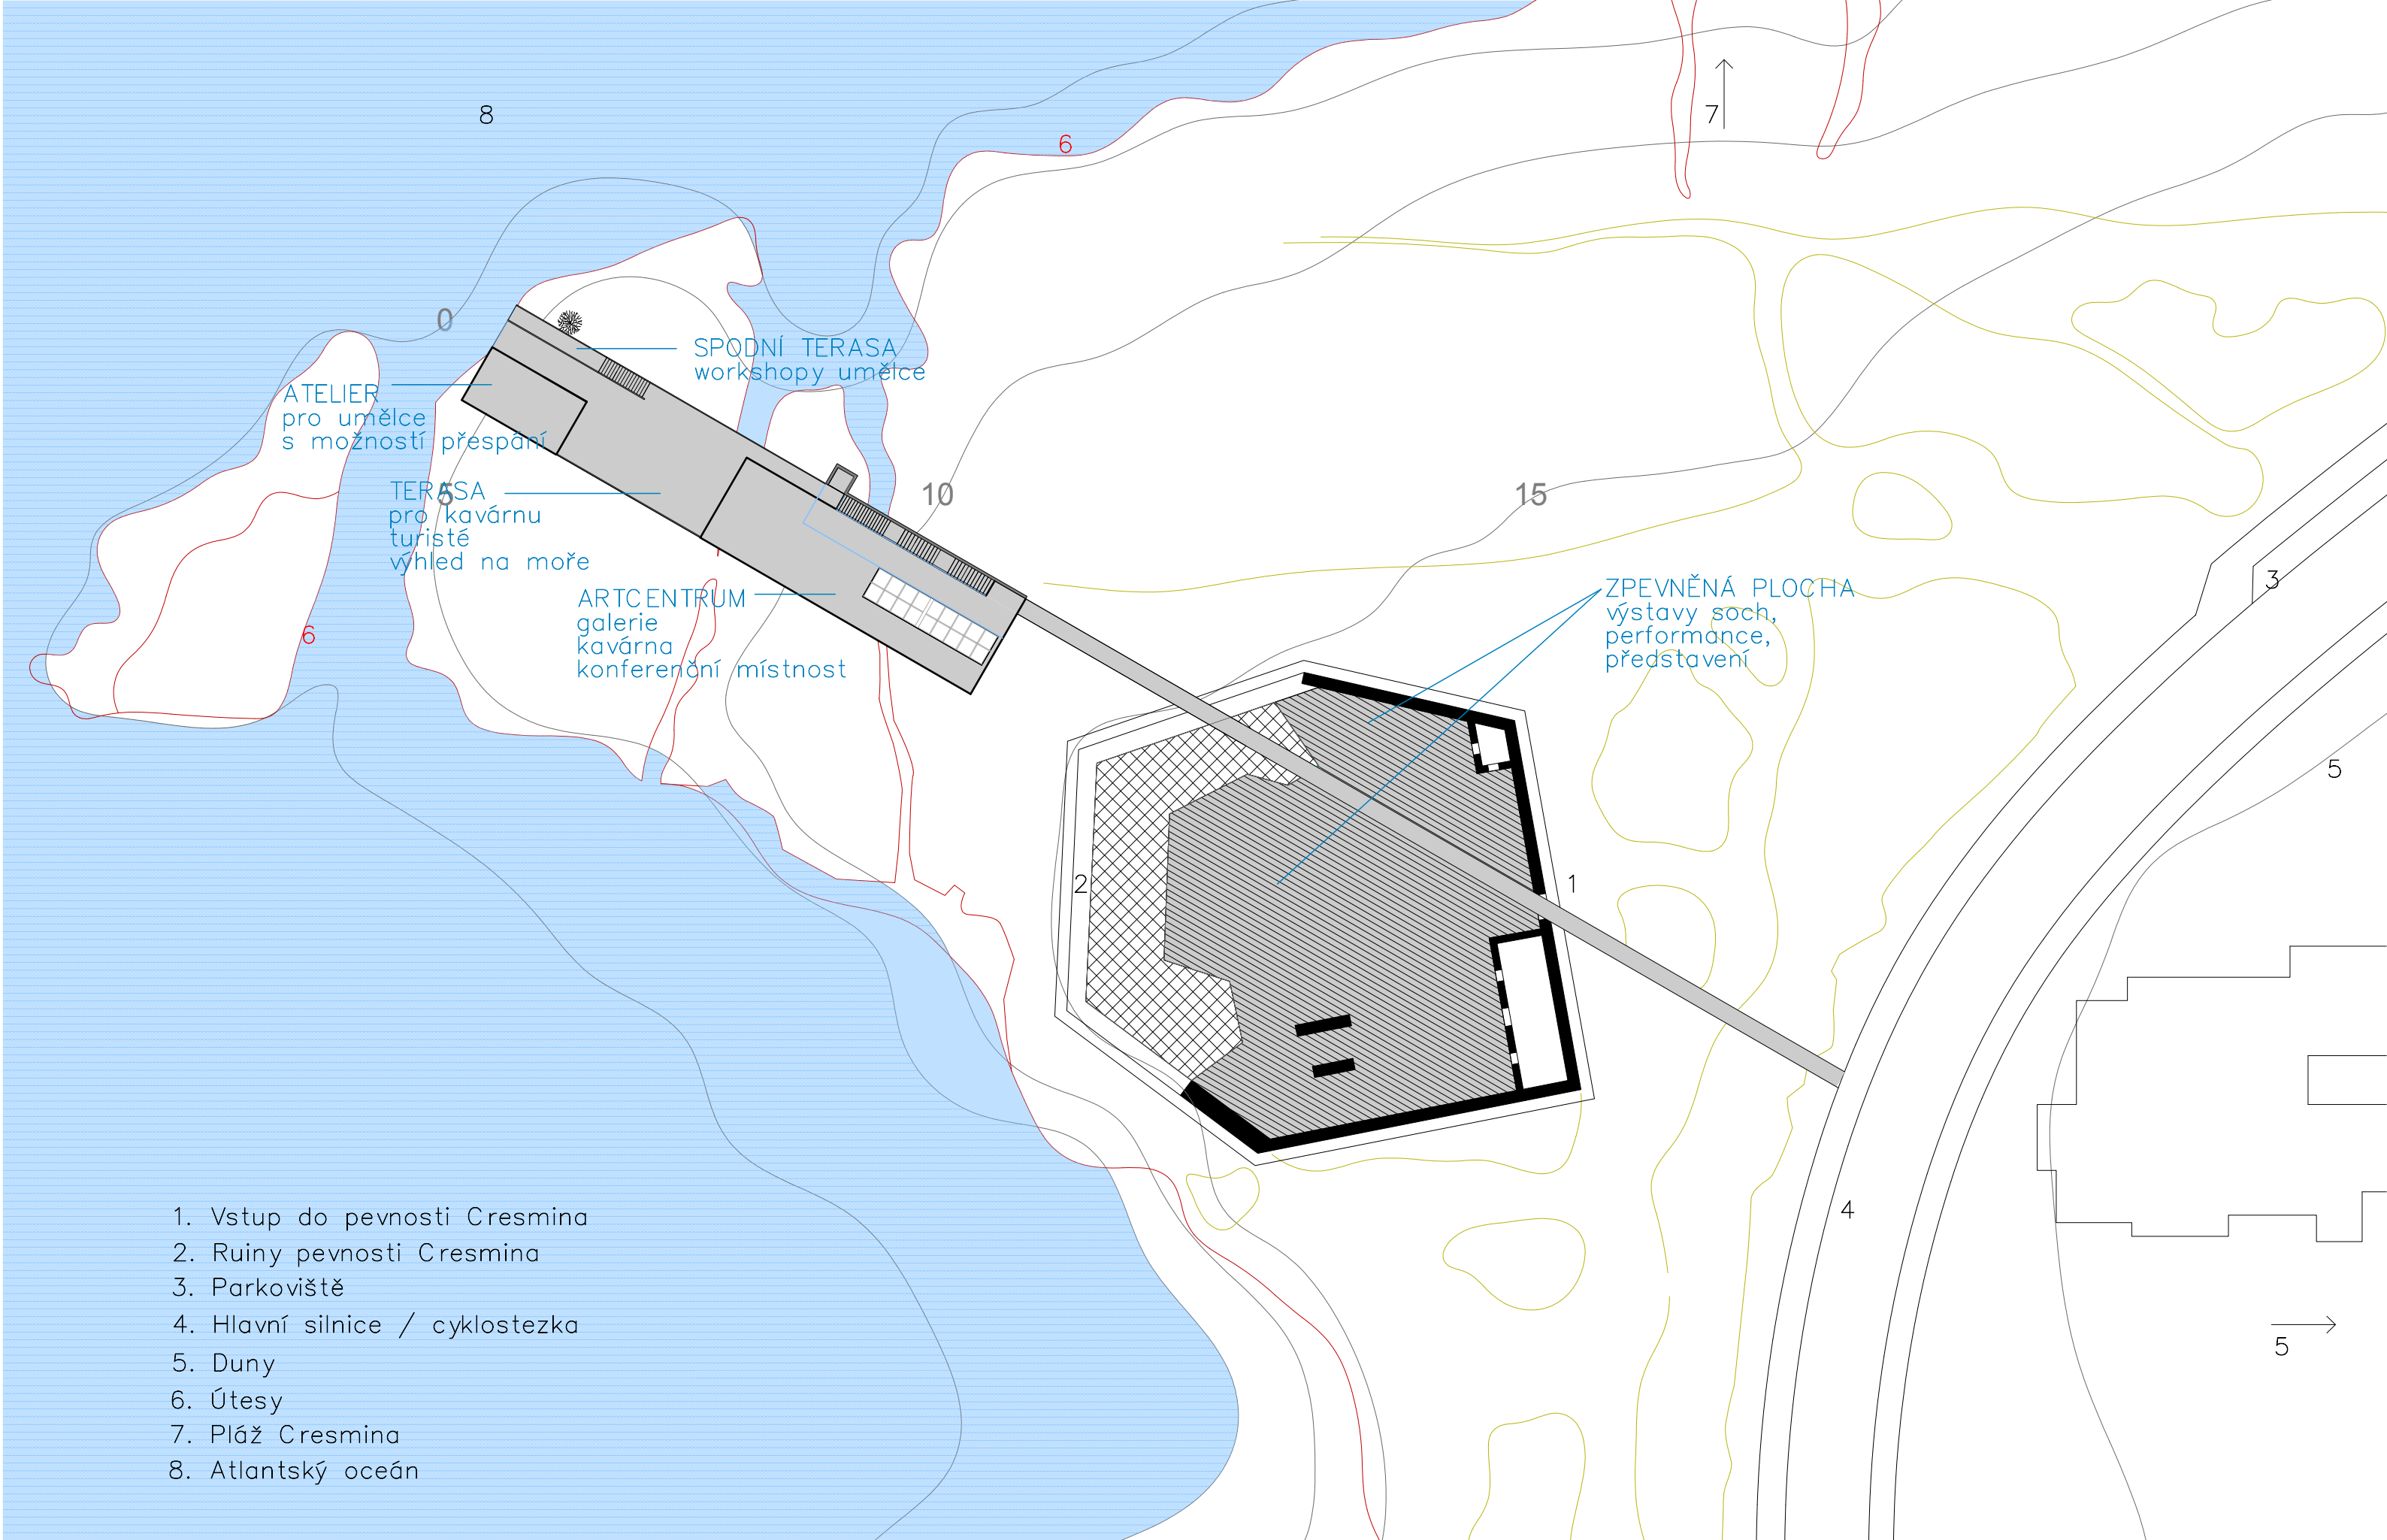 8
7
6
0
SPODNÍ TERASA
workshopy umělce
ATELIER
pro umělce
s možností přespání
5
10
15
TERASA
pro kavárnu
turisté
výhled na moře
ARTCENTRUM
galerie
kavárna
konferenční místnost
ZPEVNĚNÁ PLOCHA
výstavy soch,
performance,
představení
3
6
5
2
1
4
5
1. Vstup do pevnosti Cresmina
2. Ruiny pevnosti Cresmina
3. Parkoviště
4. Hlavní silnice / cyklostezka
5. Duny
6. Útesy
7. Pláž Cresmina
8. Atlantský oceán